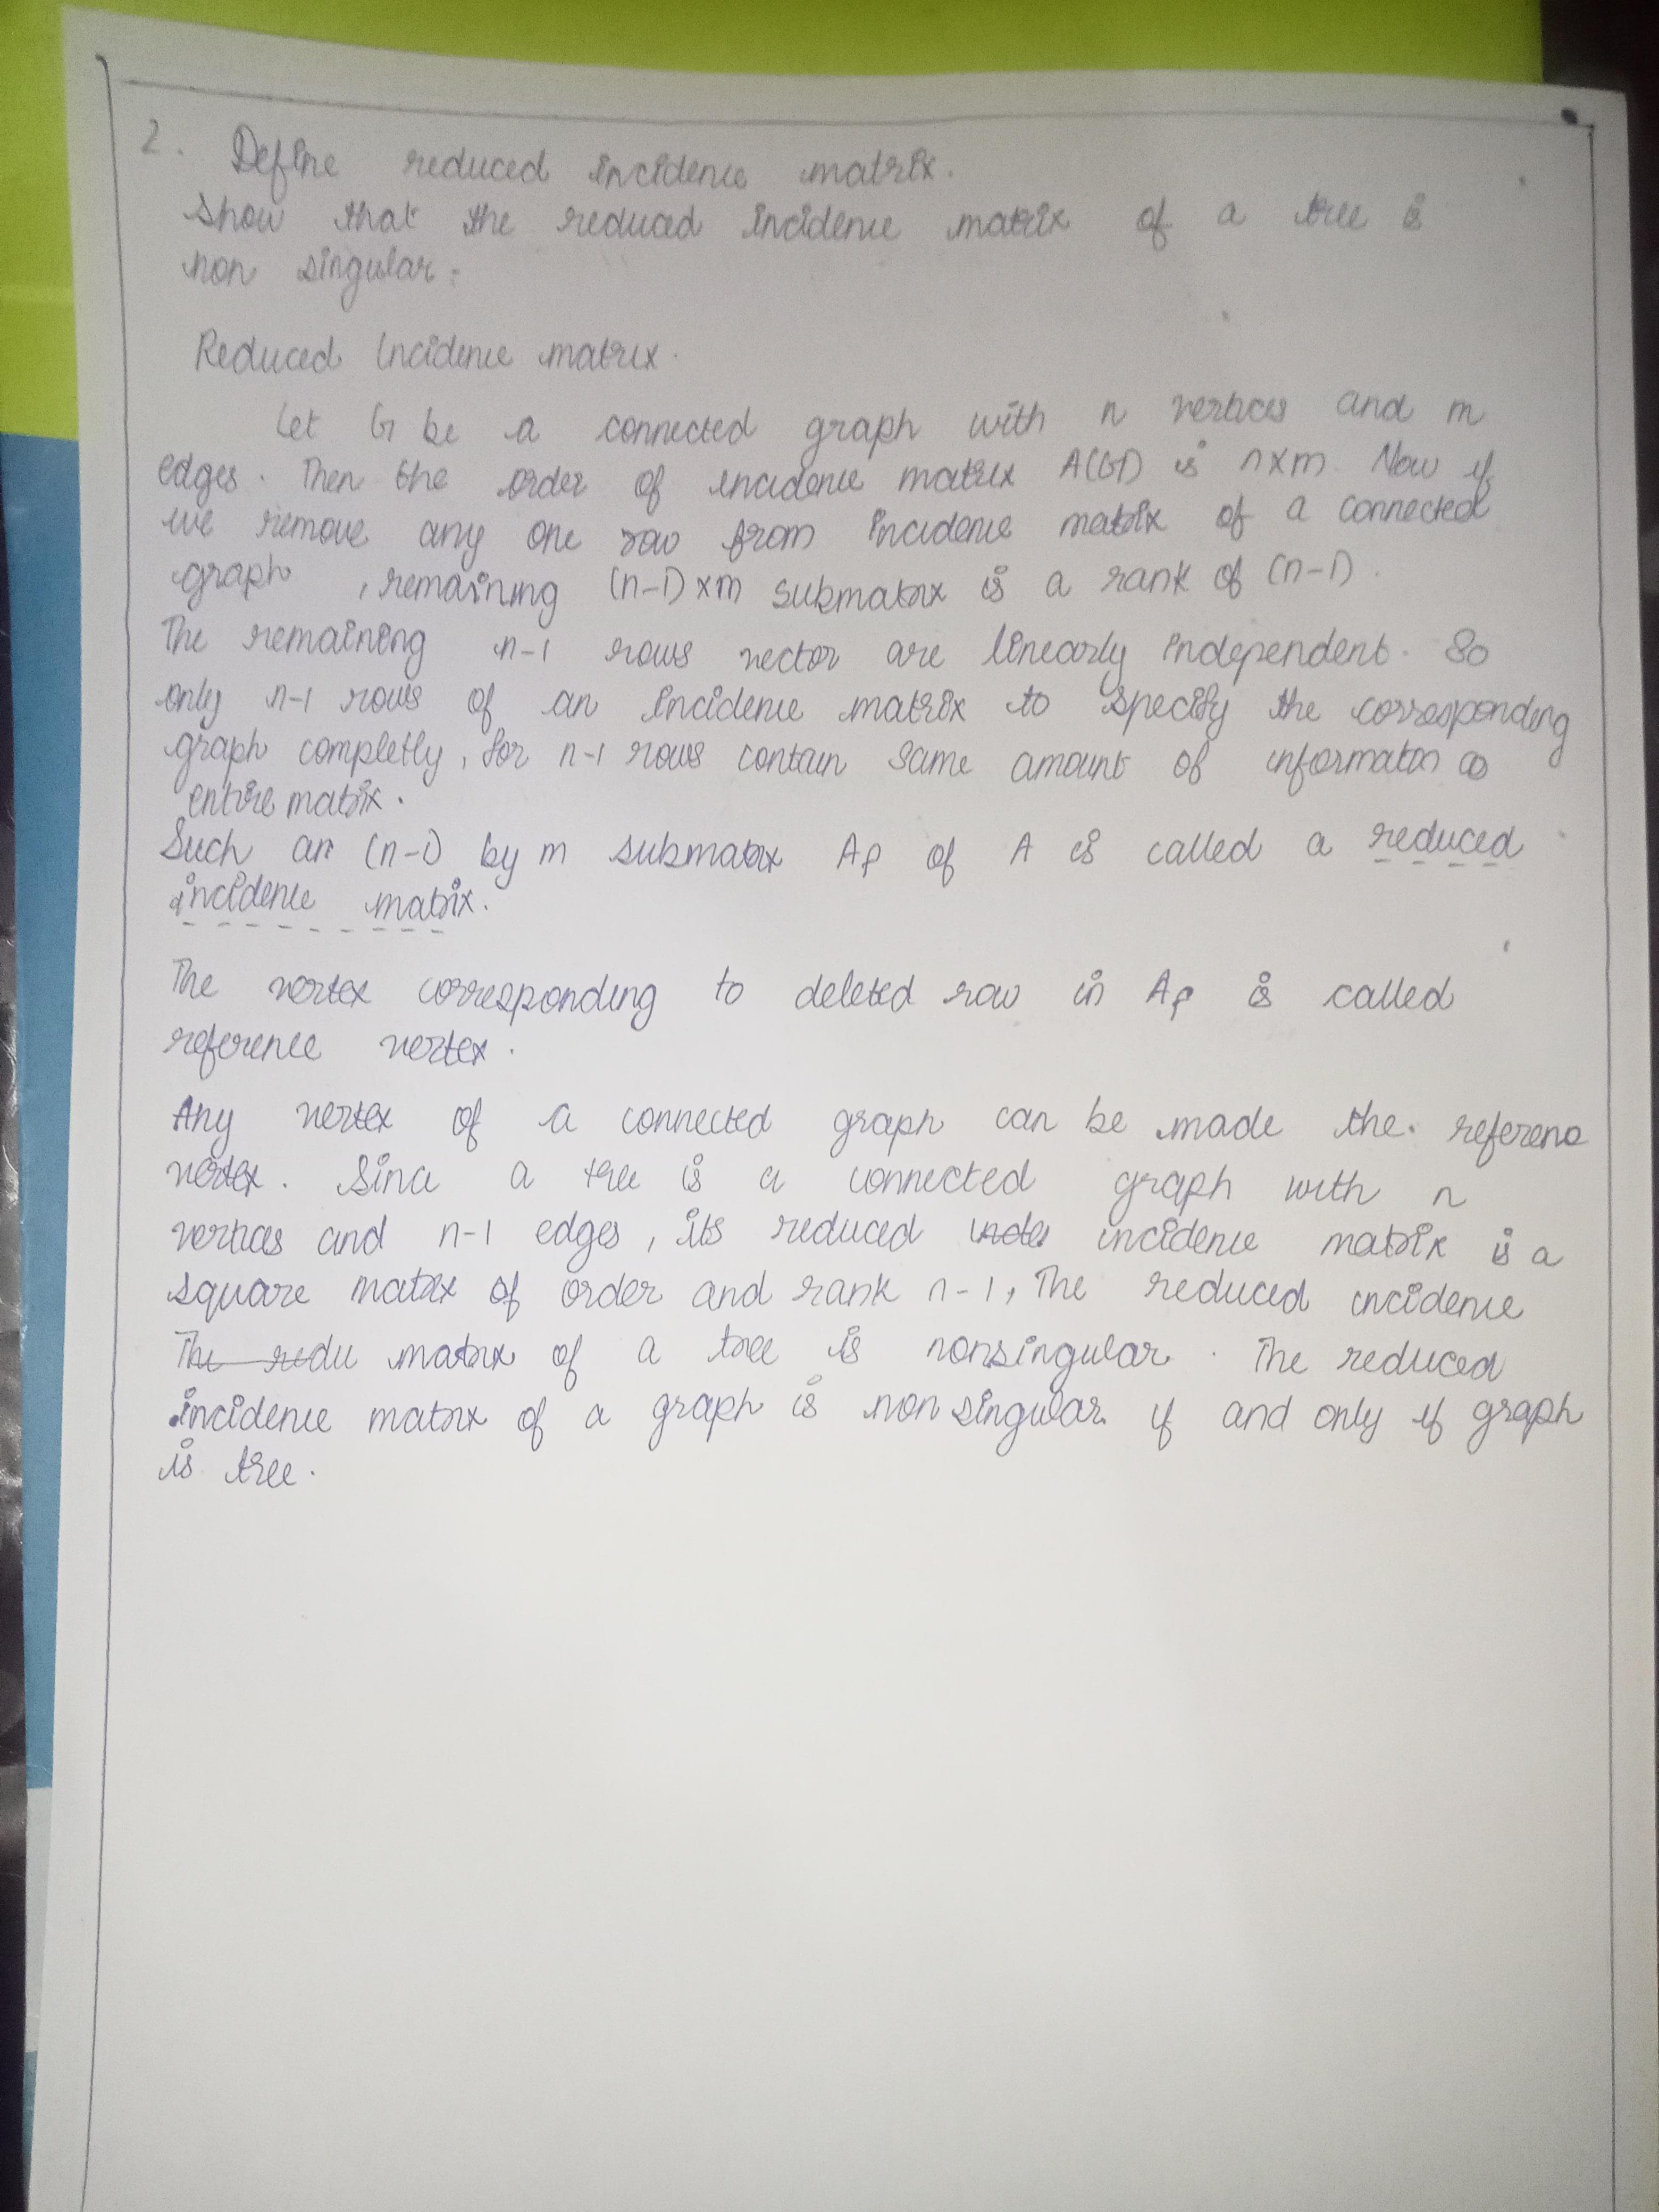 2. Define reduced incidence matrix.
Show that the reduced incidence matrix of a tree is
non singular.
Reduced Incidence matrix.
Let G be a connected graph with n vertices and m
edges. Then the order of incidence matrix A(G) is n×m. Now if
we remove any one row from incidence matrix of a connected
graph, remaining (n-1)×m submatrix is a rank of (n-1).
The remaining n-1 rows vector are linearly independent. So
only n-1 rows of an incidence matrix to specify the corresponding
graph completly, for n-1 rows contain same amount of information as
entire matrix.
Such an (n-1) by m submatrix Af of A is called a reduced
incidence matrix.
The vertex corresponding to deleted row in Af is called
reference vertex.
Any vertex of a connected graph can be made the referenc
vertex. Since a tree is a connected graph with n
vertices and n-1 edges, its reduced incidence matrix is a
square matrix of order and rank n-1, The reduced incidence
The redu matrix of a tree is nonsingular. The reduced
incidence matrix of a graph is non singular if and only if graph
is tree.